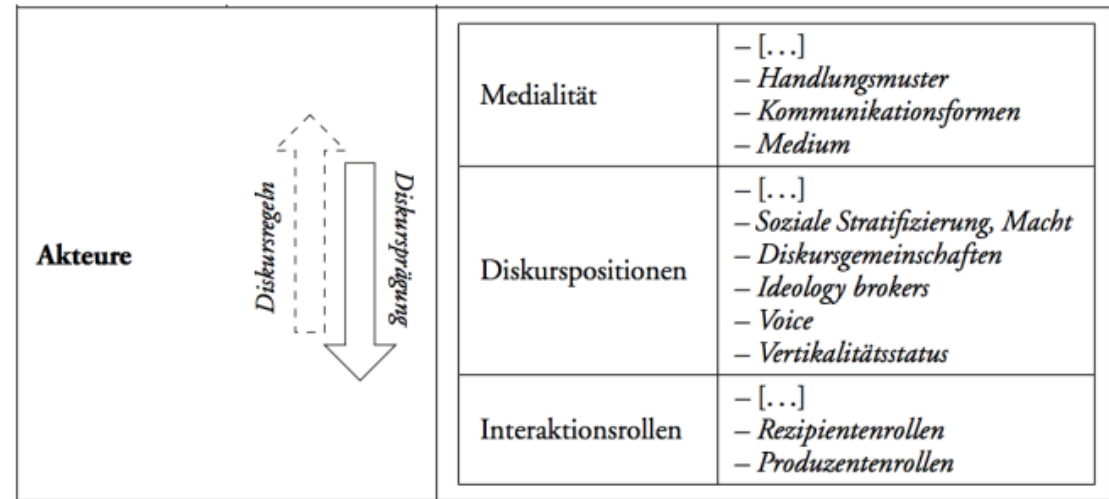 Akteure
Diskursregeln
Diskursprägung
Medialität
– [...]
– Handlungsmuster
– Kommunikationsformen
– Medium
Diskurspositionen
– [...]
– Soziale Stratifizierung, Macht
– Diskursgemeinschaften
– Ideology brokers
– Voice
– Vertikalitätsstatus
Interaktionsrollen
– [...]
– Rezipientenrollen
– Produzentenrollen